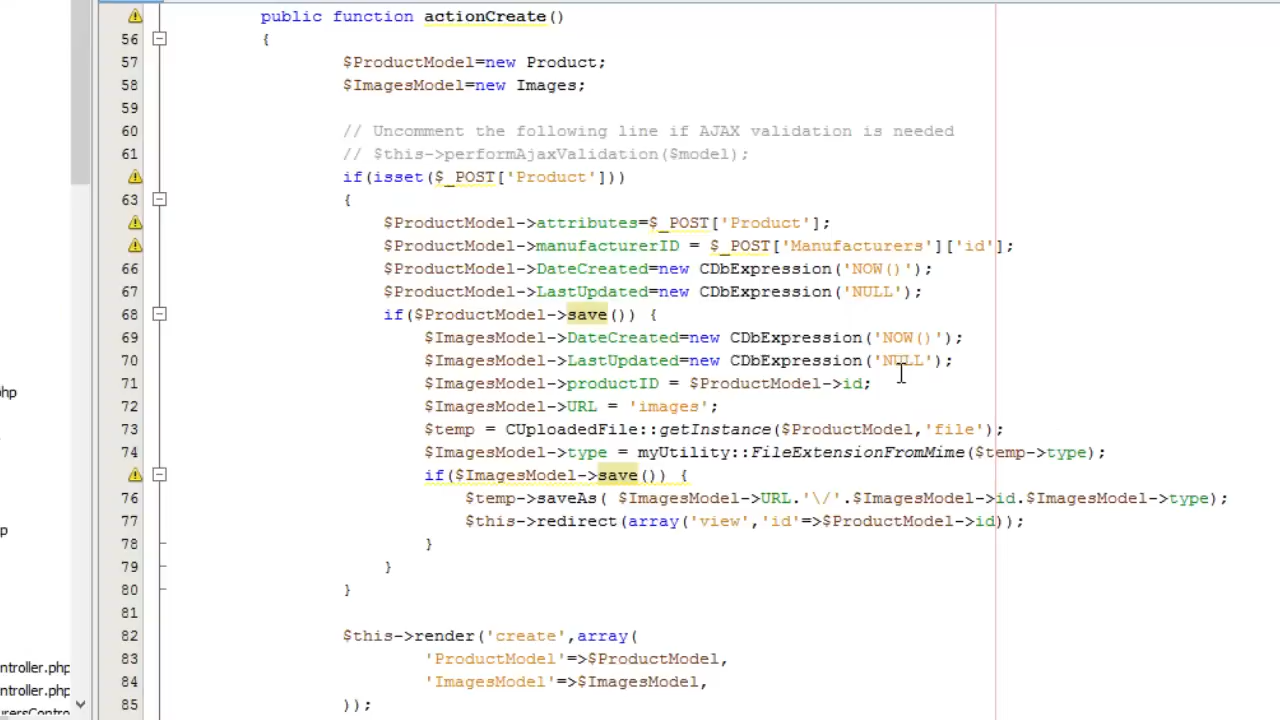 public function actionCreate()
56 {
57 $ProductModel=new Product;
58 $ImagesModel=new Images;
59
60 // Uncomment the following line if AJAX validation is needed
61 // $this->performAjaxValidation($model);
if(isset($_POST['Product']))
63 {
$ProductModel->attributes=$_POST['Product'];
$ProductModel->manufacturerID = $_POST['Manufacturers']['id'];
66 $ProductModel->DateCreated=new CDbExpression('NOW()');
67 $ProductModel->LastUpdated=new CDbExpression('NULL');
68 if($ProductModel->save()) {
69 $ImagesModel->DateCreated=new CDbExpression('NOW()');
70 $ImagesModel->LastUpdated=new CDbExpression('NULL');
71 $ImagesModel->productID = $ProductModel->id;
hp
72 $ImagesModel->URL = 'images';
73 $temp = CUploadedFile::getInstance($ProductModel,'file');
74 $ImagesModel->type = myUtility::FileExtensionFromMime($temp->type);
if($ImagesModel->save()) {
76 $temp->saveAs( $ImagesModel->URL.'\/'.$ImagesModel->id.$ImagesModel->type);
77 $this->redirect(array('view','id'=>$ProductModel->id));
p
78 }
79 }
80 }
81
82 $this->render('create',array(
83 'ProductModel'=>$ProductModel,
ntroller.php
84 'ImagesModel'=>$ImagesModel,
ntroller.php
85 ));
urersContro